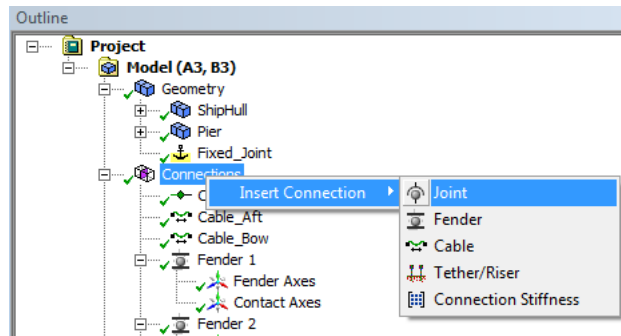 Outline
Project
Model (A3, B3)
Geometry
ShipHull
Pier
Fixed_Joint
Connections
C
Cable_Aft
Cable_Bow
Fender 1
Fender Axes
Contact Axes
Fender 2
Insert Connection
Joint
Fender
Cable
Tether/Riser
Connection Stiffness